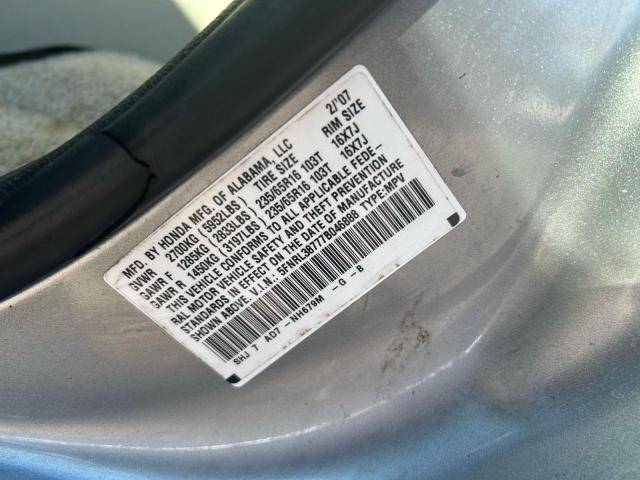 MFD. BY HONDA MFG. OF ALABAMA, LLC 2/'07
GVWR 2700KG (5952LBS) TIRE SIZE RIM SIZE
GAWR F 1285KG (2833LBS) 235/65R16 103T 16X7J
GAWR R 1450KG (3197LBS) 235/65R16 103T 16X7J
THIS VEHICLE CONFORMS TO ALL APPLICABLE FEDE-
RAL MOTOR VEHICLE SAFETY AND THEFT PREVENTION
STANDARDS IN EFFECT ON THE DATE OF MANUFACTURE
SHOWN ABOVE. V.I.N.: 5FNRL38777B046888 TYPE:MPV
SHJ 7 AD7 -NH679M -G -B